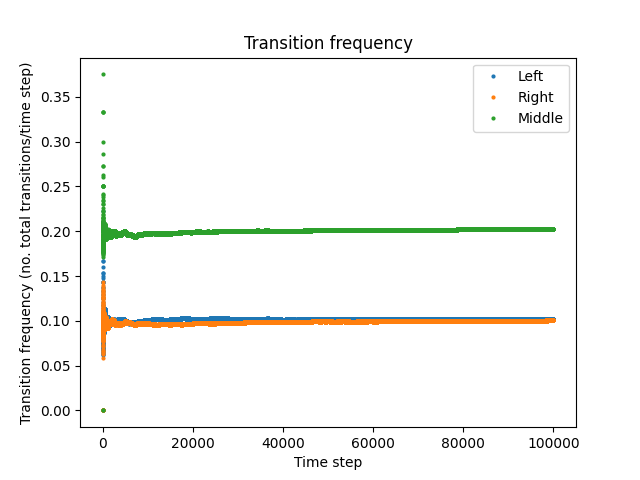 Transition frequency
Left
Right
Middle
Transition frequency (no. total transitions/time step)
0.35
0.30
0.25
0.20
0.15
0.10
0.05
0.00
0 20000 40000 60000 80000 100000
Time step